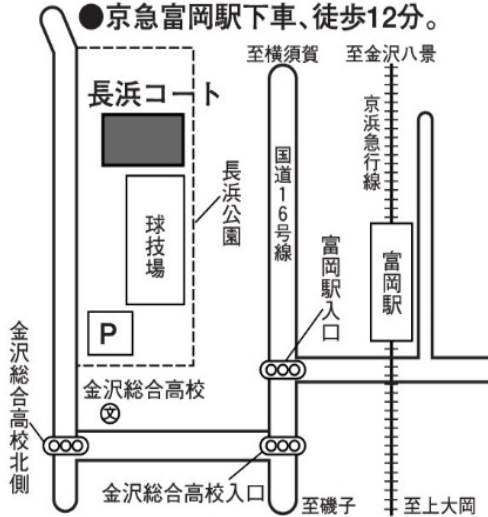 ●京急富岡駅下車、徒歩12分。
至横須賀
至金沢八景
長浜コート
京浜急行線
国道16号線
長浜公園
球技場
富岡駅入口
富岡駅
P
金沢総合高校
文
金沢総合高校北側
金沢総合高校入口
至磯子
至上大岡